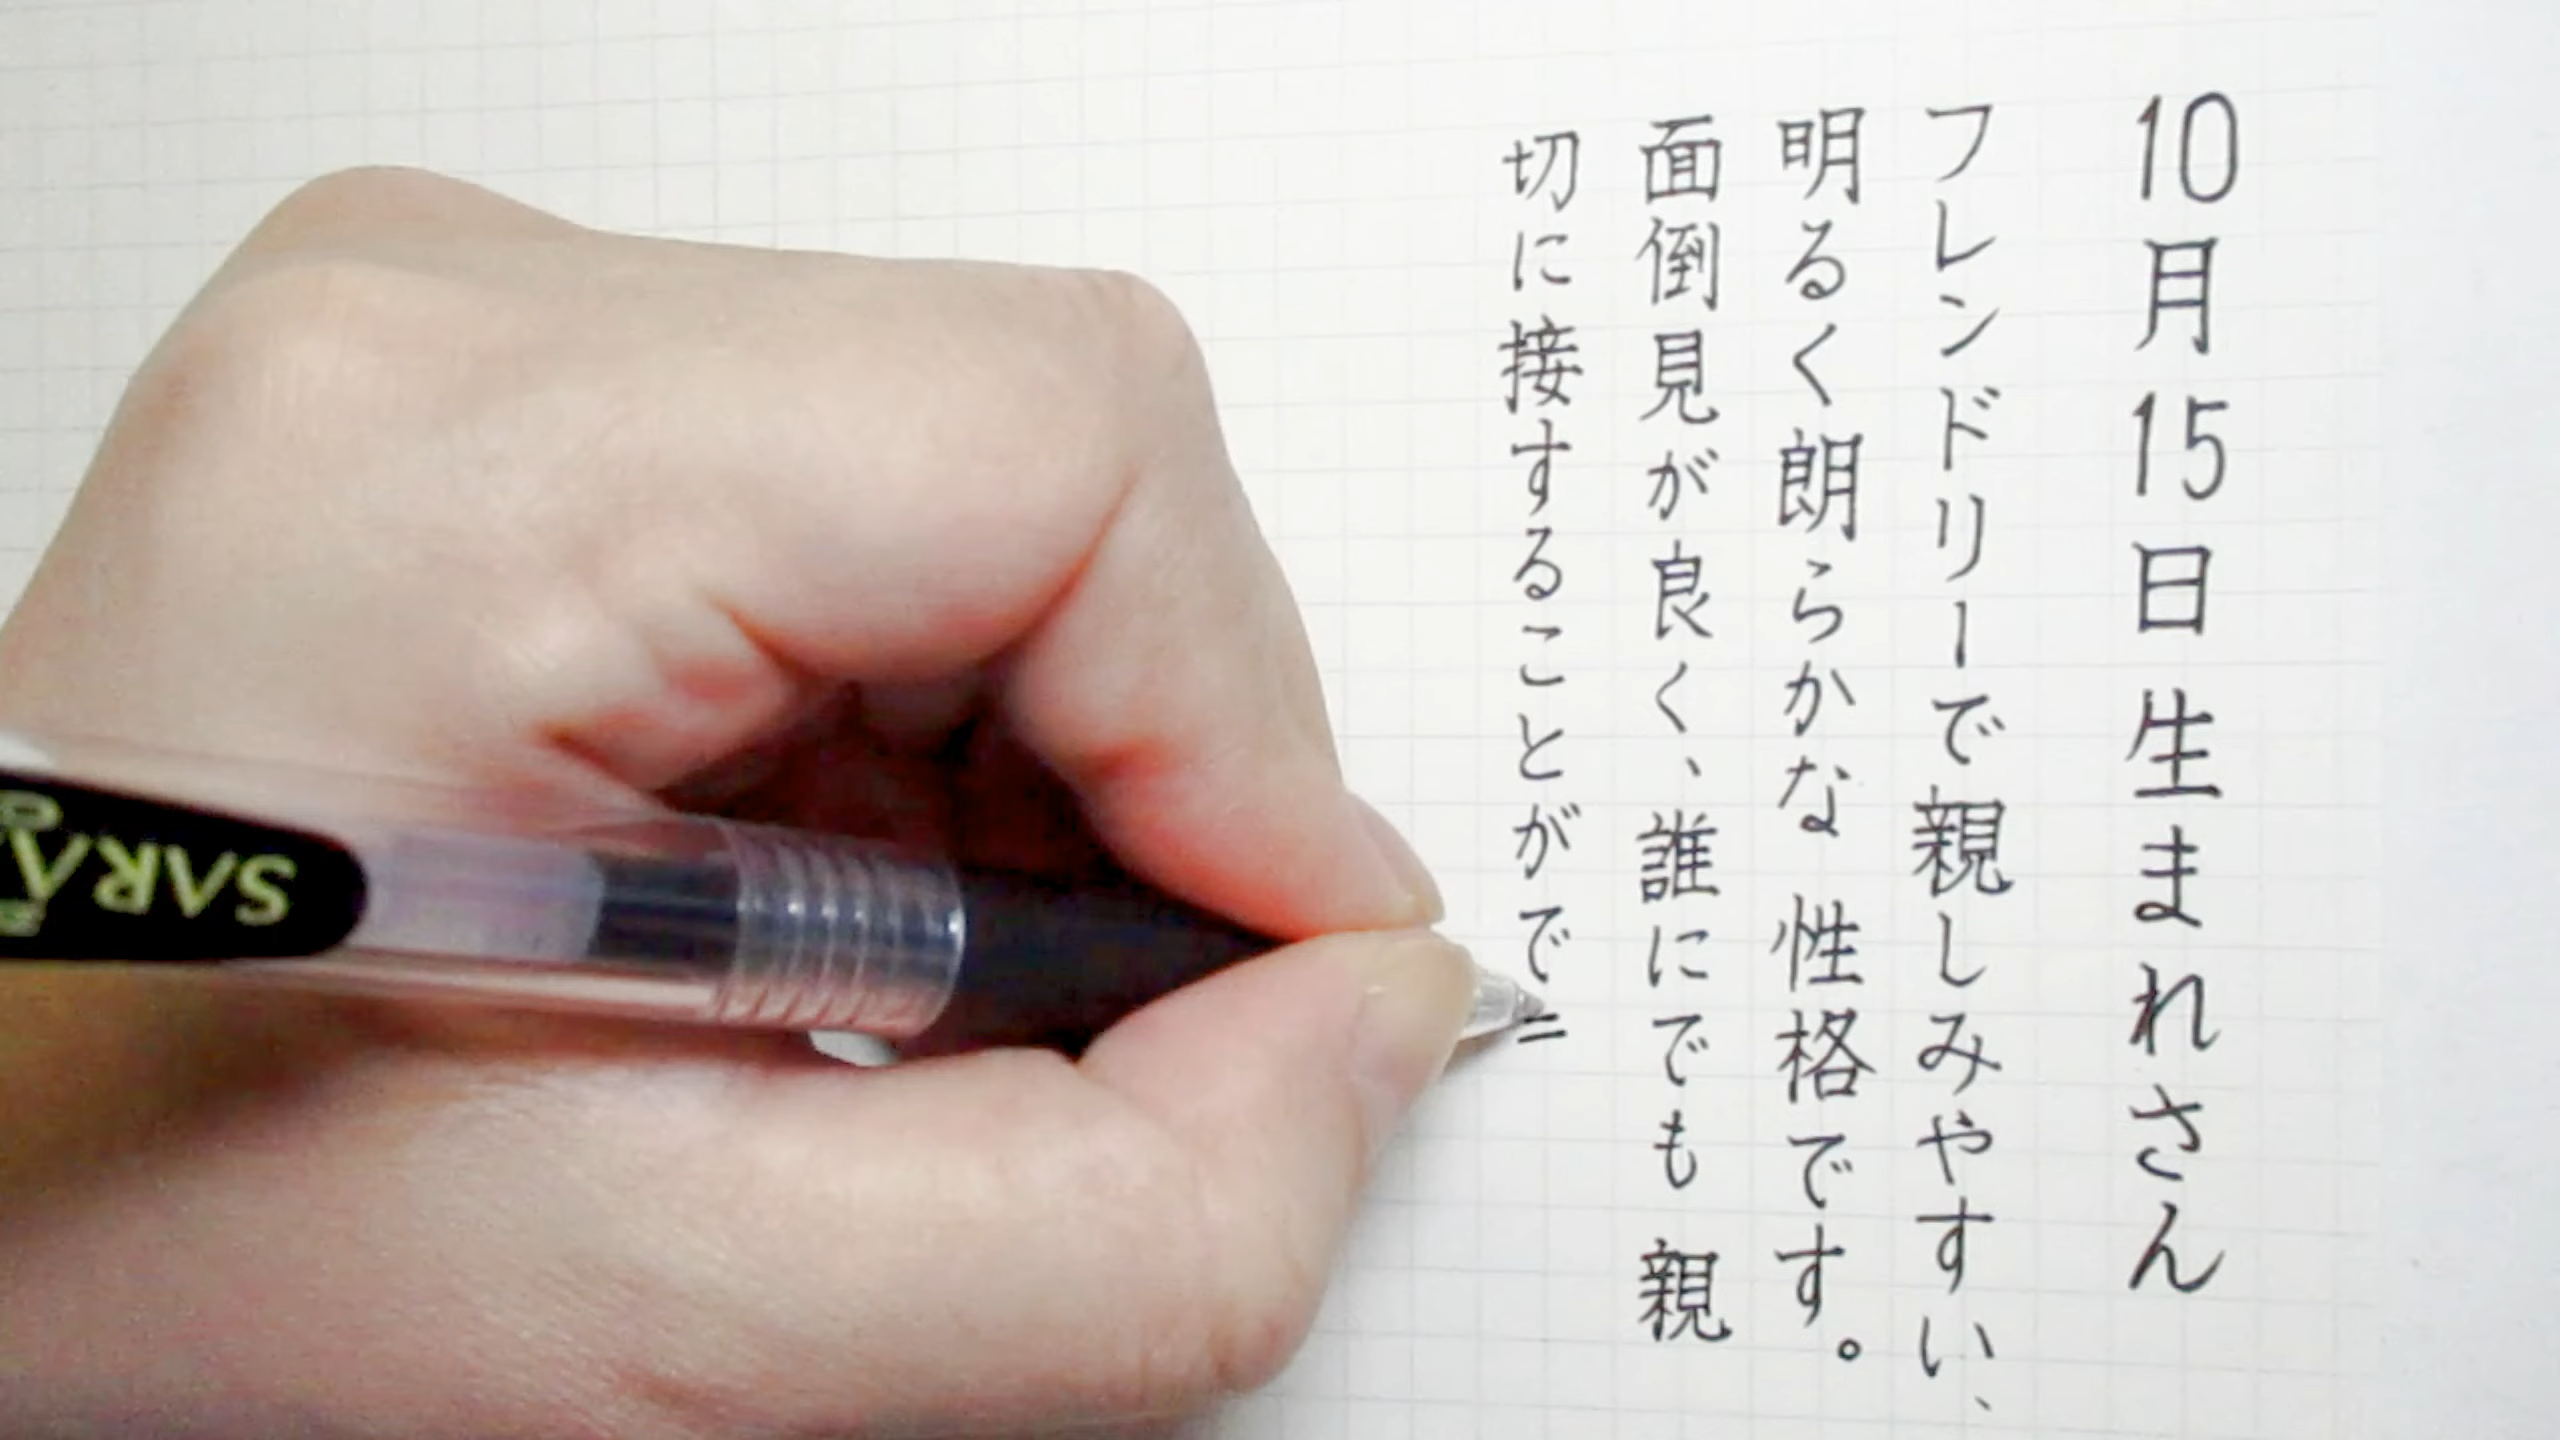 10月15日生まれさん
フレンドリーで親しみやすい、
明るく朗らかな性格です。
面倒見が良く、誰にでも親
切に接することがで
SARA